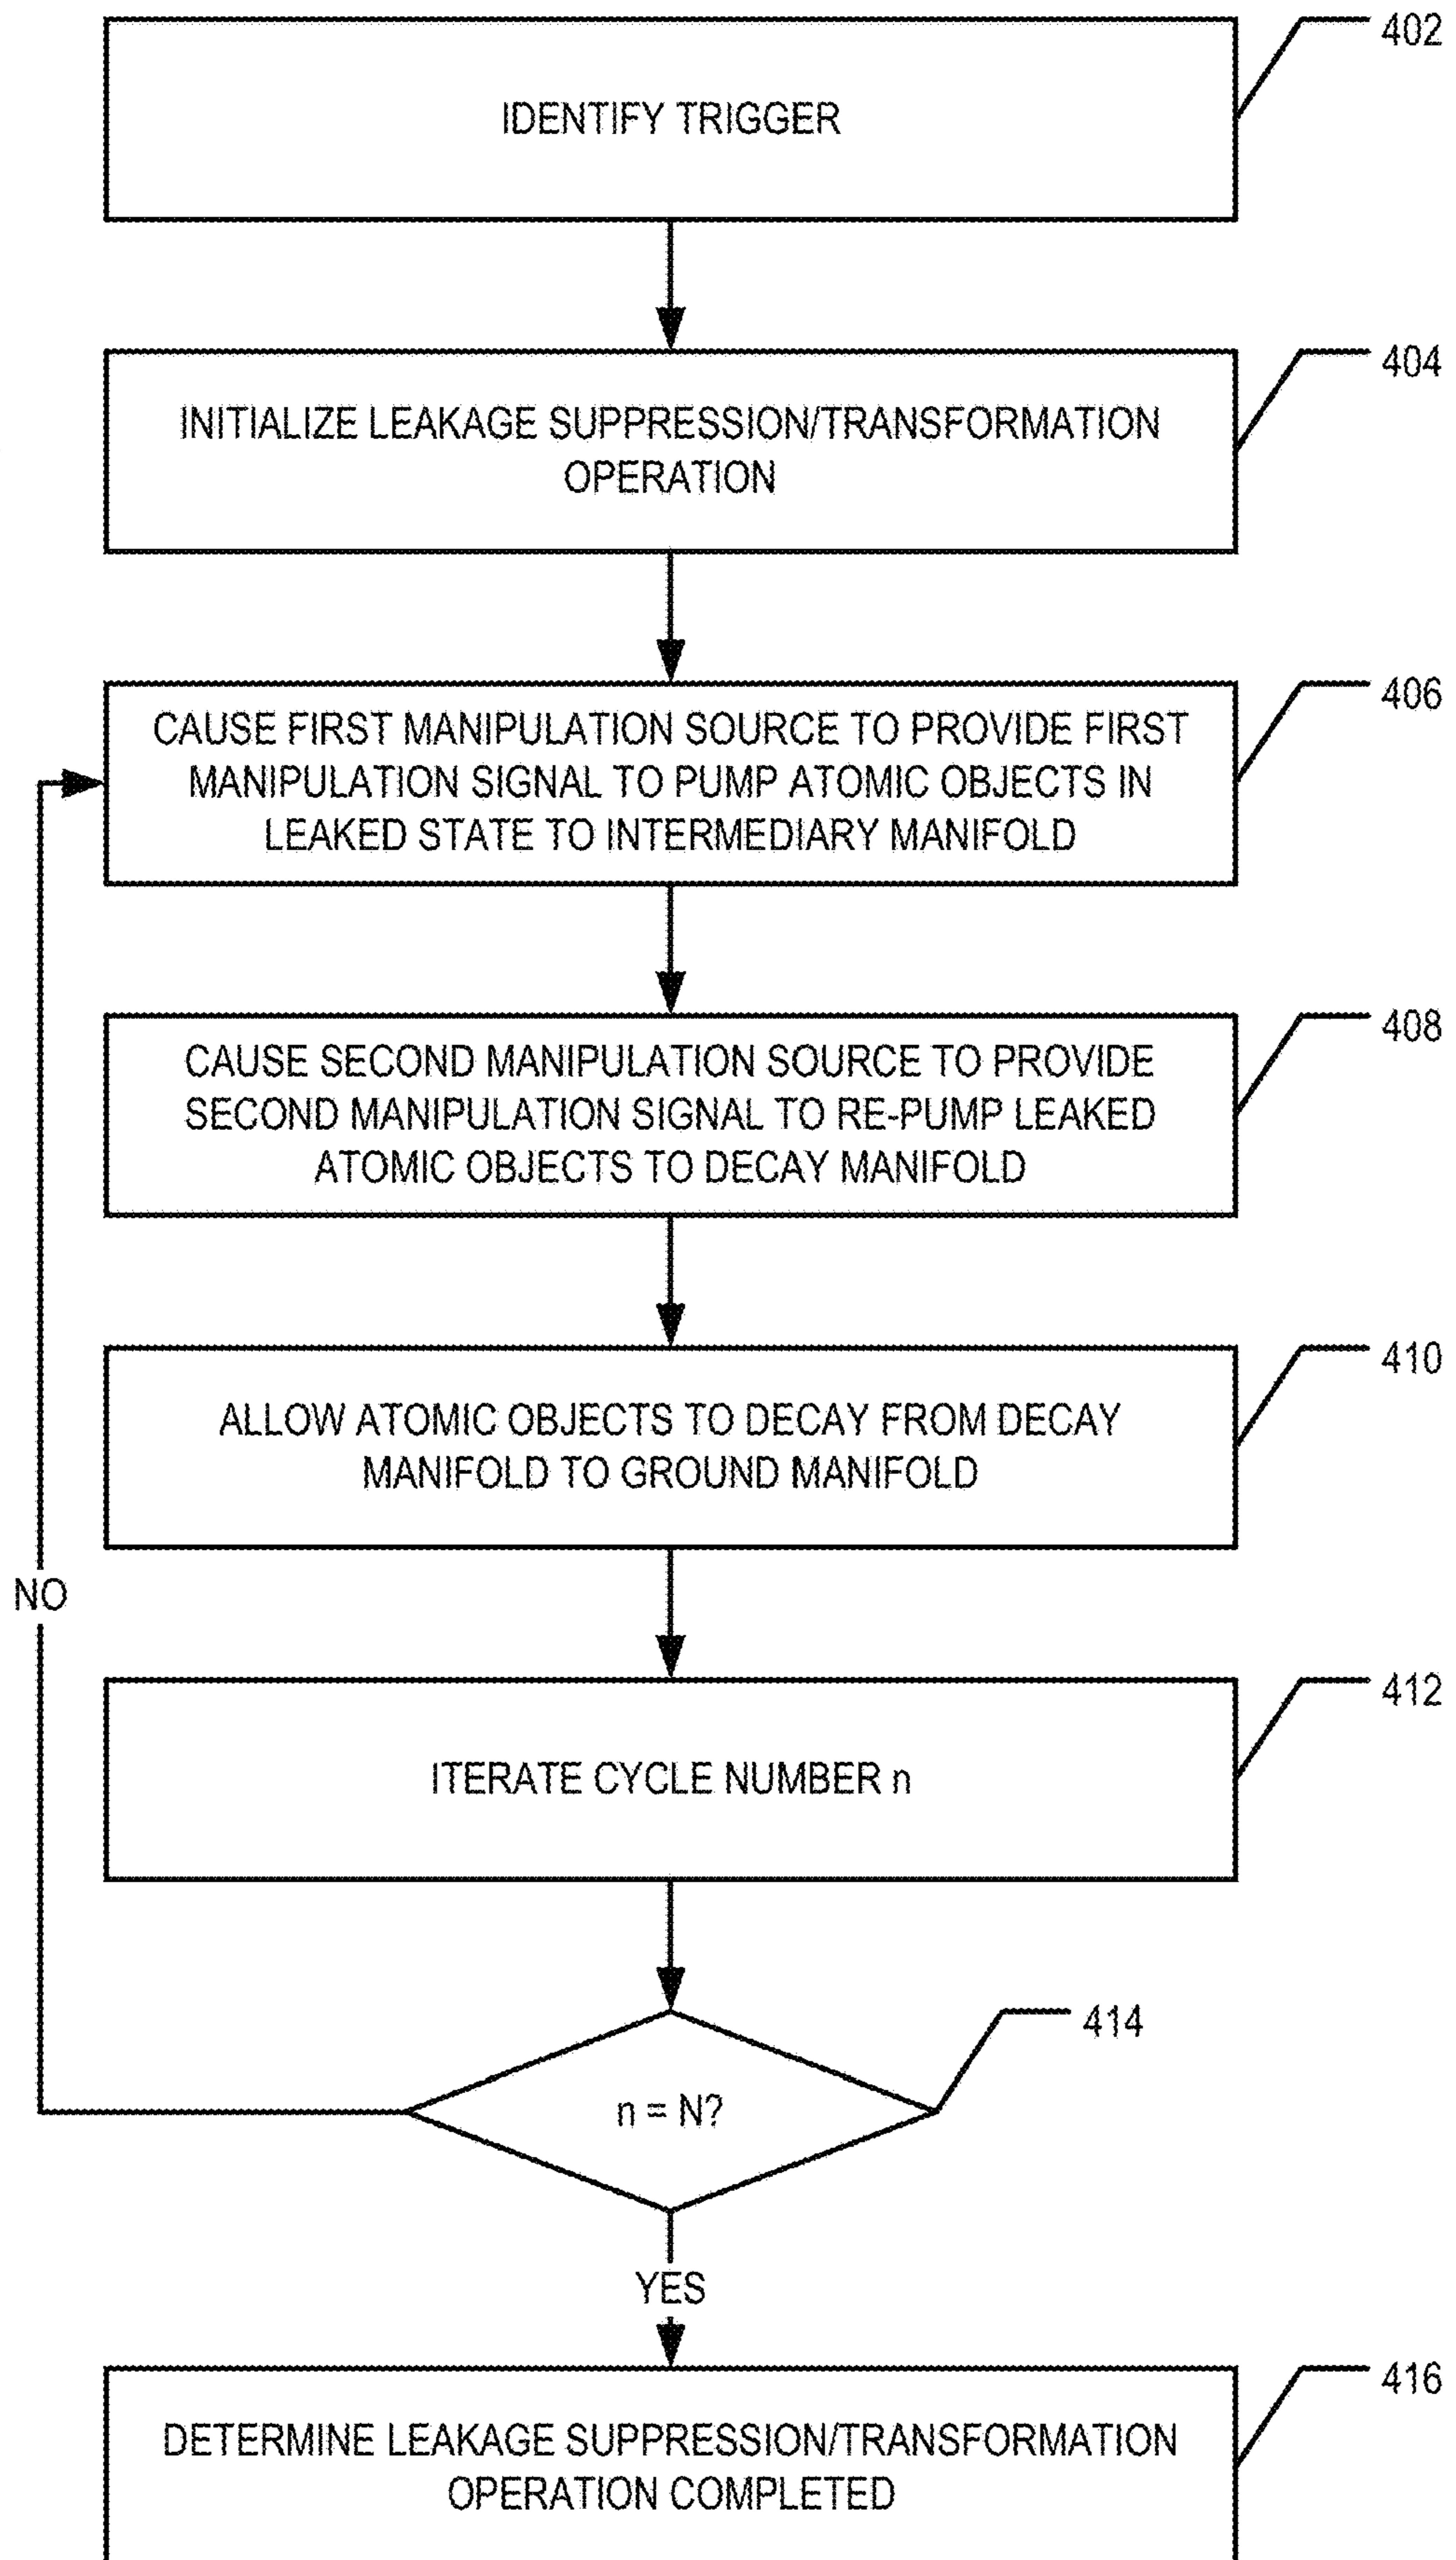 402
IDENTIFY TRIGGER
404
INITIALIZE LEAKAGE SUPPRESSION/TRANSFORMATION
OPERATION
406
CAUSE FIRST MANIPULATION SOURCE TO PROVIDE FIRST
MANIPULATION SIGNAL TO PUMP ATOMIC OBJECTS IN
LEAKED STATE TO INTERMEDIARY MANIFOLD
408
CAUSE SECOND MANIPULATION SOURCE TO PROVIDE
SECOND MANIPULATION SIGNAL TO RE-PUMP LEAKED
ATOMIC OBJECTS TO DECAY MANIFOLD
410
ALLOW ATOMIC OBJECTS TO DECAY FROM DECAY
MANIFOLD TO GROUND MANIFOLD
NO
412
ITERATE CYCLE NUMBER n
414
n = N?
YES
416
DETERMINE LEAKAGE SUPPRESSION/TRANSFORMATION
OPERATION COMPLETED